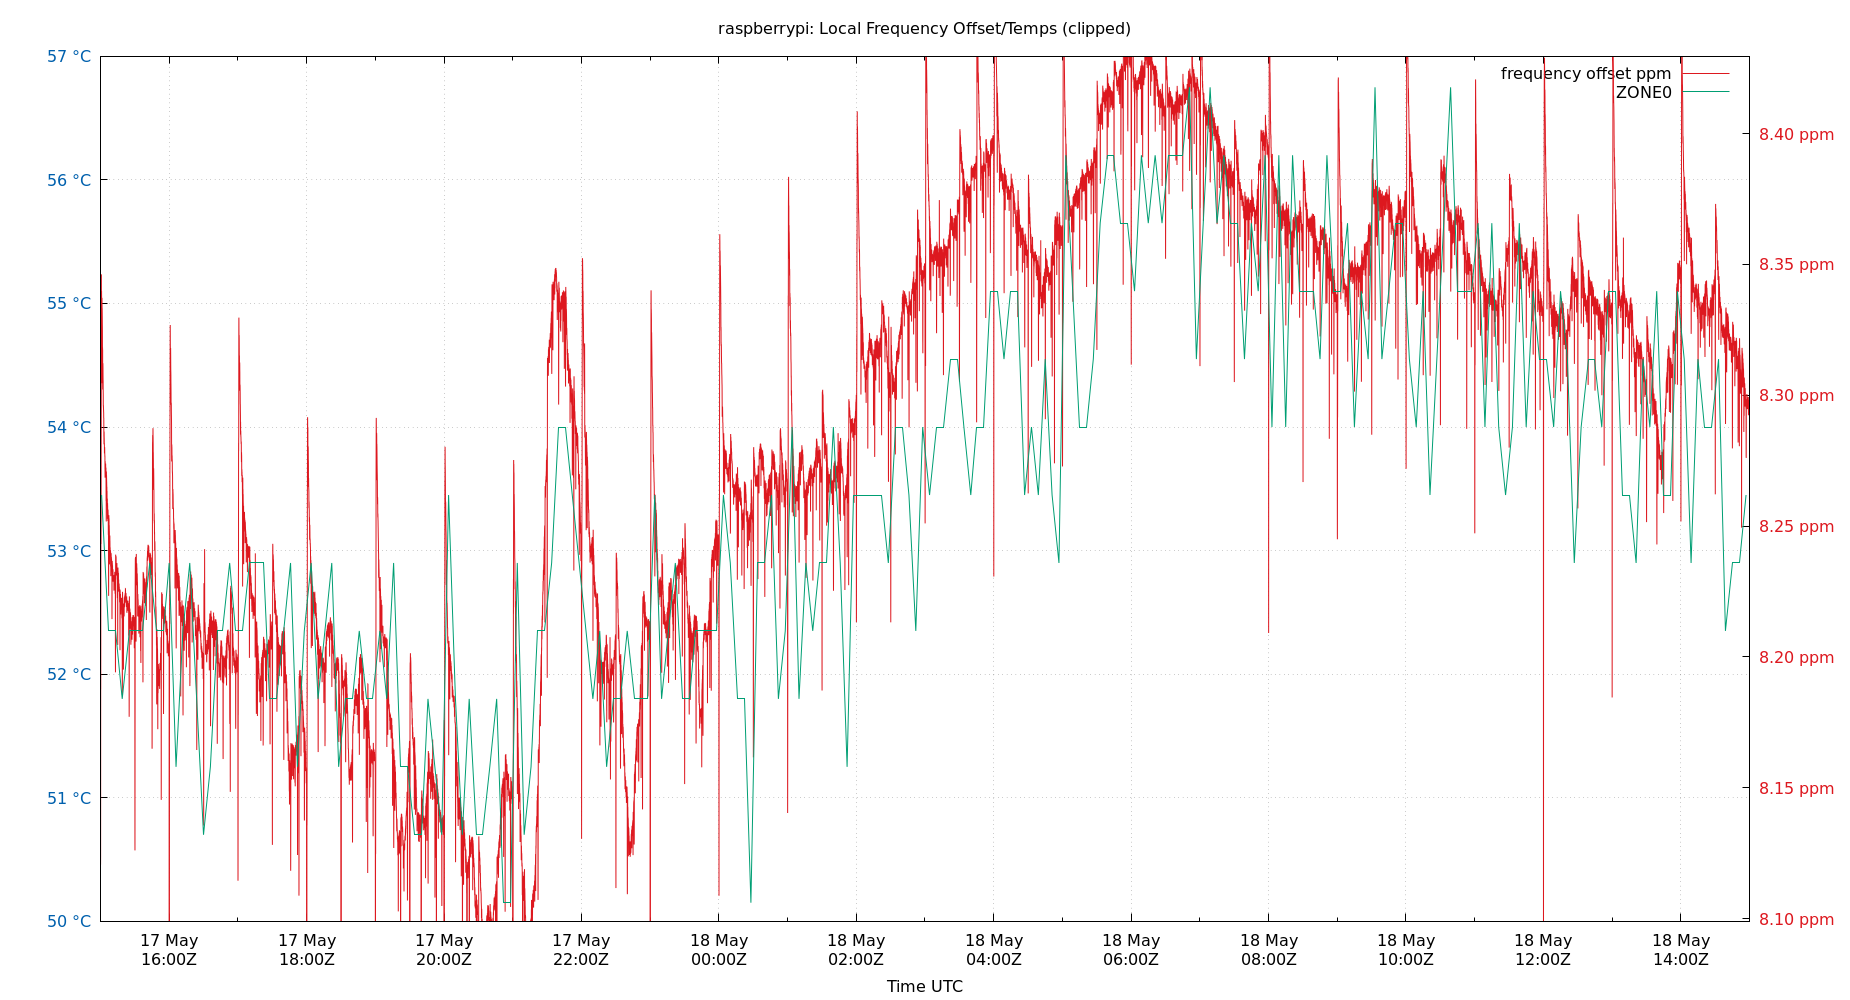 raspberrypi: Local Frequency Offset/Temps (clipped)
57 °C
56 °C
55 °C
54 °C
53 °C
52 °C
51 °C
50 °C
frequency offset ppm
ZONE0
8.40 ppm
8.35 ppm
8.30 ppm
8.25 ppm
8.20 ppm
8.15 ppm
8.10 ppm
17 May 17 May 17 May 17 May 18 May 18 May 18 May 18 May 18 May 18 May 18 May 18 May
16:00Z 18:00Z 20:00Z 22:00Z 00:00Z 02:00Z 04:00Z 06:00Z 08:00Z 10:00Z 12:00Z 14:00Z
Time UTC